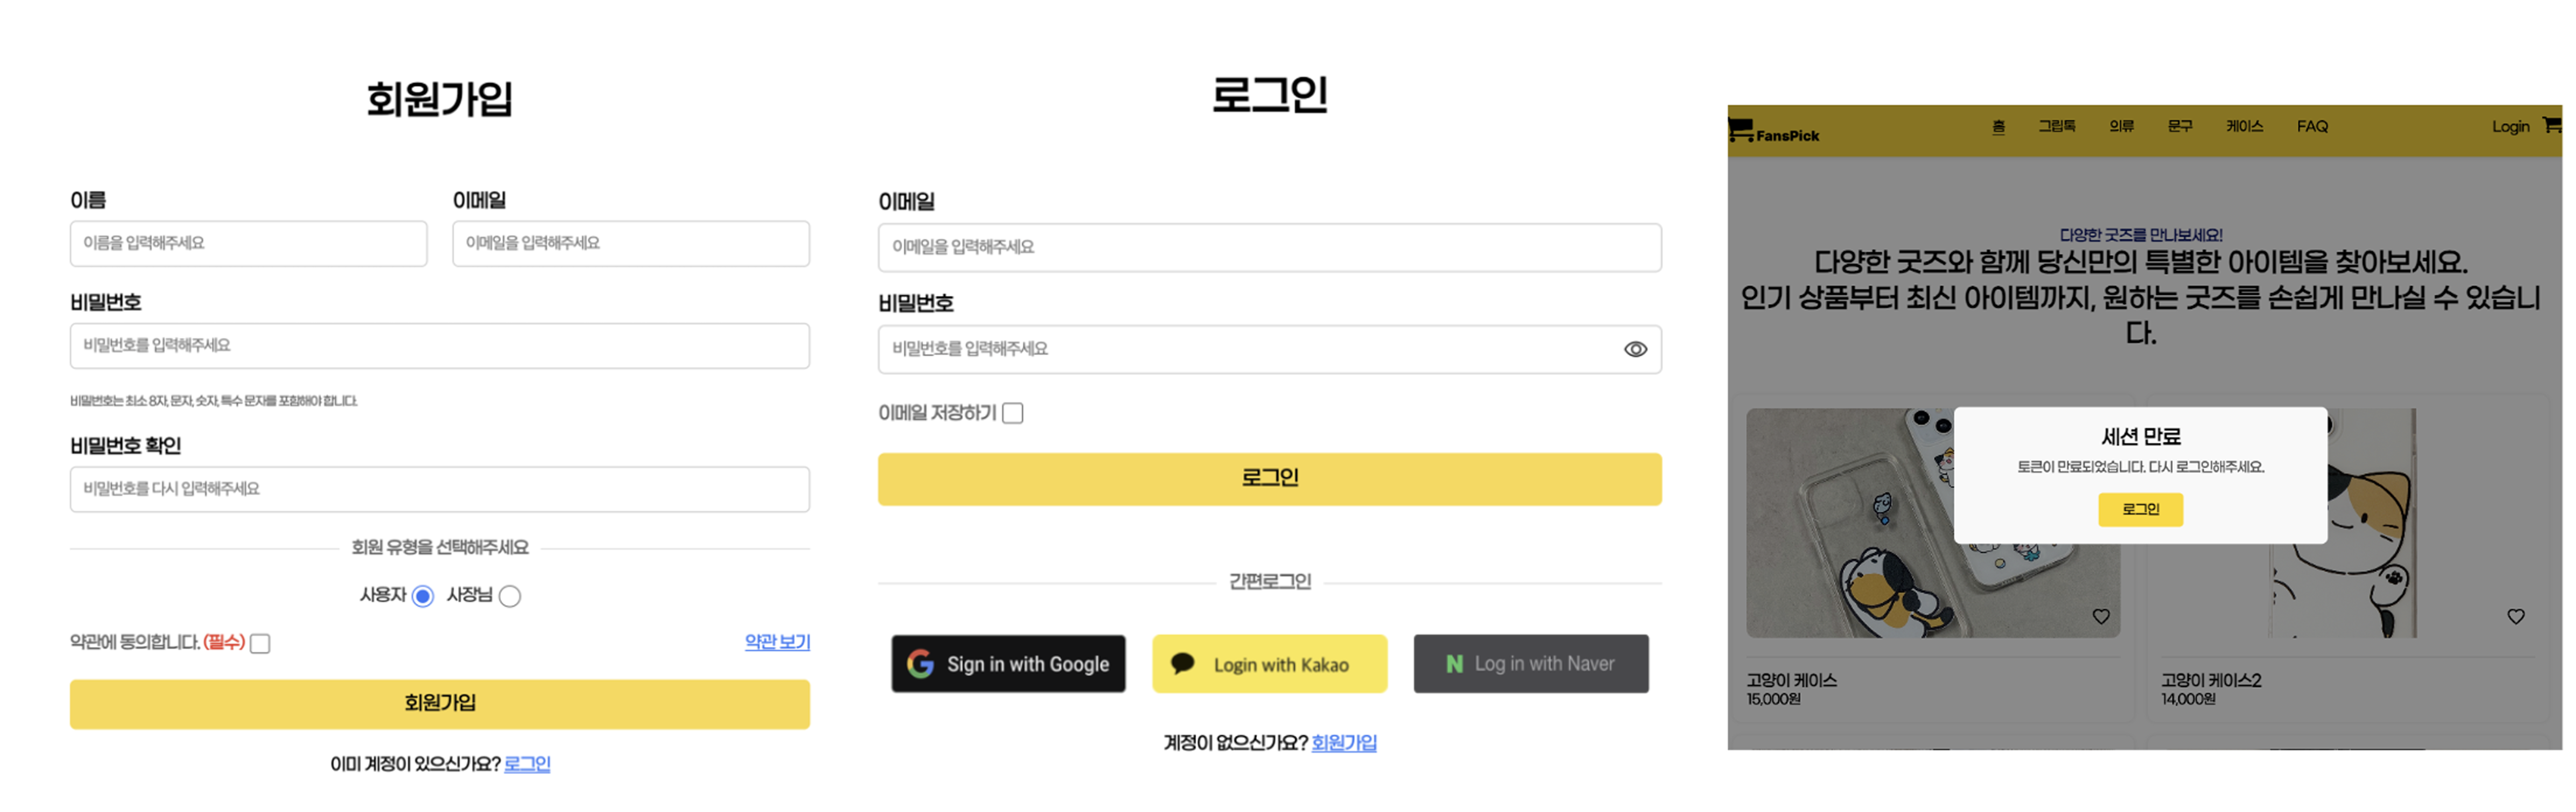 회원가입
이름
이메일
이름을 입력해주세요
이메일을 입력해주세요
비밀번호
비밀번호를 입력해주세요
비밀번호는 최소 8자, 문자, 숫자, 특수 문자를 포함해야 합니다.
비밀번호 확인
비밀번호를 다시 입력해주세요
회원 유형을 선택해주세요
사용자 사장님
약관에 동의합니다. (필수) 약관 보기
회원가입
이미 계정이 있으신가요? 로그인
로그인
이메일
이메일을 입력해주세요
비밀번호
비밀번호를 입력해주세요
이메일 저장하기
로그인
간편로그인
Sign in with Google
Login with Kakao
N Log in with Naver
계정이 없으신가요? 회원가입
FansPick 홈 그립톡 의류 문구 케이스 FAQ Login
다양한 굿즈를 만나보세요!
다양한 굿즈와 함께 당신만의 특별한 아이템을 찾아보세요.
인기 상품부터 최신 아이템까지, 원하는 굿즈를 손쉽게 만나실 수 있습니
다.
세션 만료
토큰이 만료되었습니다. 다시 로그인해주세요.
로그인
고양이 케이스
15,000원
고양이 케이스2
14,000원